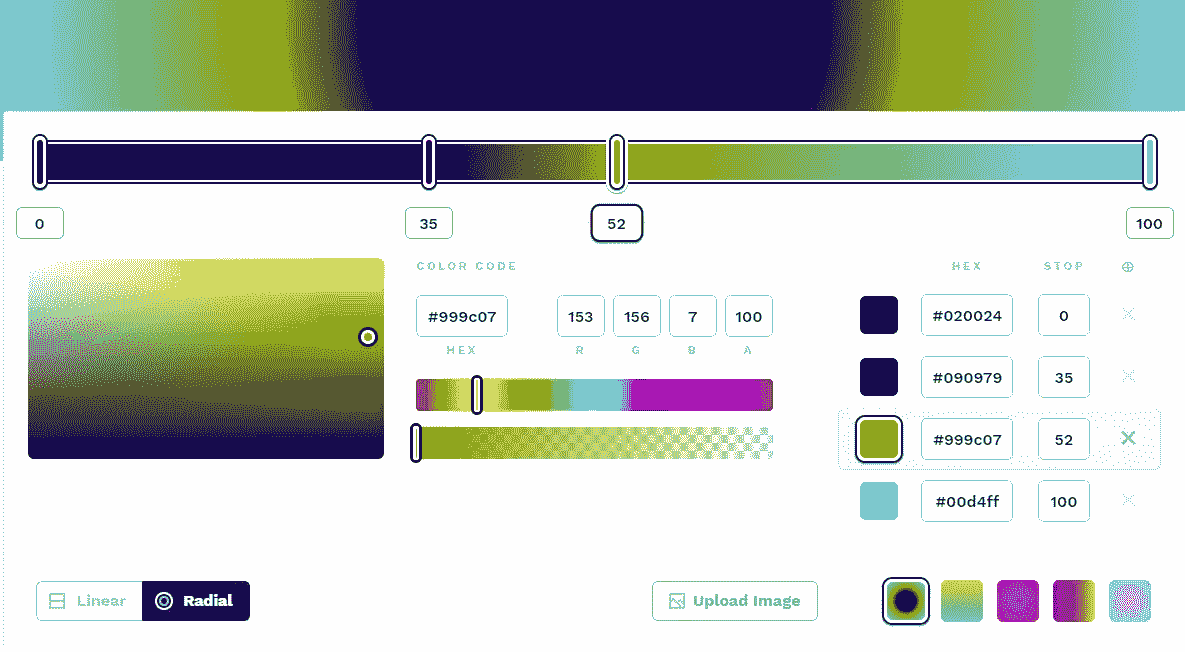 0 35 52 100
COLOR CODE HEX STOP
#999c07 153 156 7 100
HEX R G B A
#020024 0
#090979 35
#999c07 52
#00d4ff 100
Linear Radial Upload Image